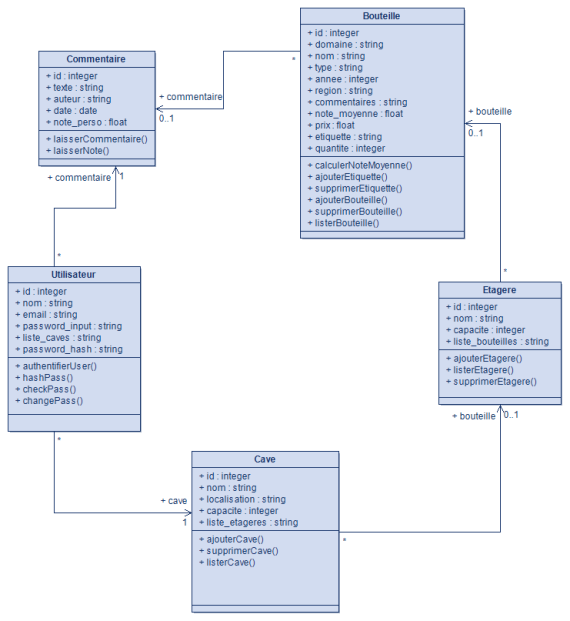 Bouteille
+ id : integer
+ domaine : string
+ nom : string
+ type : string
+ annee : integer
+ region : string
+ commentaires : string
+ note_moyenne : float
+ prix : float
+ etiquette : string
+ quantite : integer
+ calculerNoteMoyenne()
+ ajouterEtiquette()
+ supprimerEtiquette()
+ ajouterBouteille()
+ supprimerBouteille()
+ listerBouteille()
Commentaire
+ id : integer
+ texte : string
+ auteur : string
+ date : date
+ note_perso : float
+ laisserCommentaire()
+ laisserNote()
*
+ commentaire
0..1
+ bouteille
0..1
+ commentaire
1
*
*
Utilisateur
+ id : integer
+ nom : string
+ email : string
+ password_input : string
+ liste_caves : string
+ password_hash : string
+ authentifierUser()
+ hashPass()
+ checkPass()
+ changePass()
Etagere
+ id : integer
+ nom : string
+ capacite : integer
+ liste_bouteilles : string
+ ajouterEtagere()
+ listerEtagere()
+ supprimerEtagere()
+ bouteille
0..1
*
Cave
+ id : integer
+ nom : string
+ localisation : string
+ capacite : integer
+ liste_etageres : string
+ ajouterCave()
+ supprimerCave()
+ listerCave()
+ cave
1
*